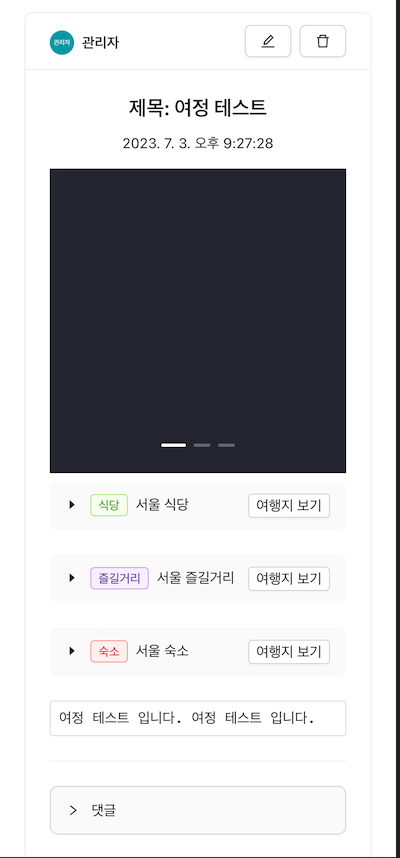 관리자 관리자
제목: 여정 테스트
2023. 7. 3. 오후 9:27:28
식당 서울 식당 여행지 보기
즐길거리 서울 즐길거리 여행지 보기
숙소 서울 숙소 여행지 보기
여정 테스트 입니다. 여정 테스트 입니다.
댓글